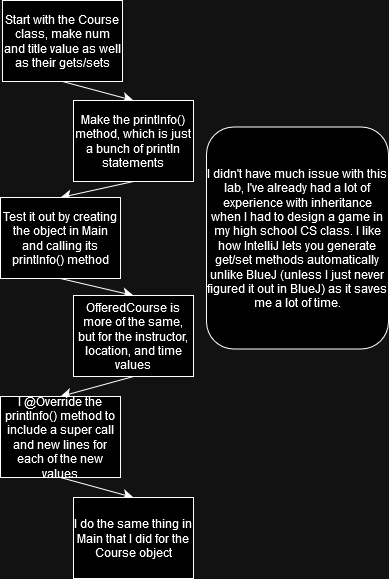 Start with the Course
class, make num
and title value as well
as their gets/sets
Make the printInfo()
method, which is just
a bunch of println
statements
Test it out by creating
the object in Main
and calling its
printInfo() method
OfferedCourse is
more of the same,
but for the instructor,
location, and time
values
I @Override the
printInfo() method to
include a super call
and new lines for
each of the new
values
I do the same thing in
Main that I did for the
Course object
I didn't have much issue with this
lab, I've already had a lot of
experience with inheritance
when I had to design a game in
my high school CS class. I like
how IntelliJ lets you generate
get/set methods automatically
unlike BlueJ (unless I just never
figured it out in BlueJ) as it saves
me a lot of time.